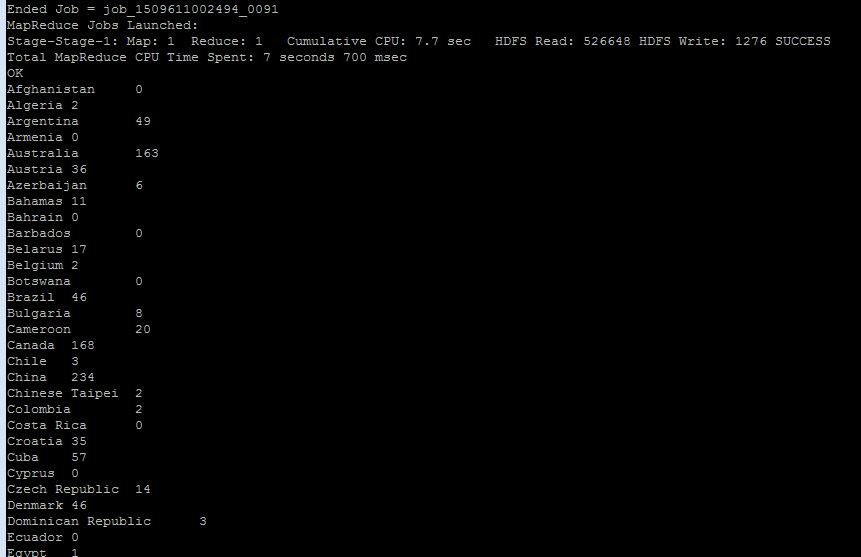 Ended Job = job_1509611002494_0091
MapReduce Jobs Launched:
Stage-Stage-1: Map: 1  Reduce: 1   Cumulative CPU: 7.7 sec   HDFS Read: 526648 HDFS Write: 1276 SUCCESS
Total MapReduce CPU Time Spent: 7 seconds 700 msec
OK
Afghanistan     0
Algeria 2
Argentina       49
Armenia 0
Australia       163
Austria 36
Azerbaijan      6
Bahamas 11
Bahrain 0
Barbados        0
Belarus 17
Belgium 2
Botswana        0
Brazil  46
Bulgaria        8
Cameroon        20
Canada  168
Chile   3
China   234
Chinese Taipei  2
Colombia        2
Costa Rica      0
Croatia 35
Cuba    57
Cyprus  0
Czech Republic  14
Denmark 46
Dominican Republic      3
Ecuador 0
Egypt   1